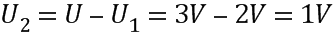 U₂ = U − U₁ = 3V − 2V = 1V